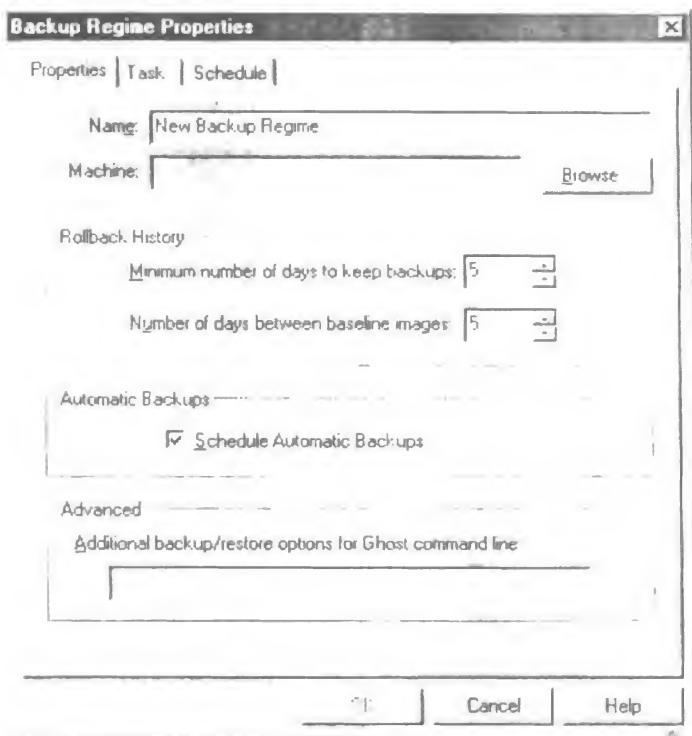 Backup Regime Properties
Properties Task Schedule
Name: New Backup Regime
Machine:
Browse
Rollback History
Minimum number of days to keep backups: 5
Number of days between baseline images: 5
Automatic Backups
Schedule Automatic Backups
Advanced
Additional backup/restore options for Ghost command line
Cancel Help